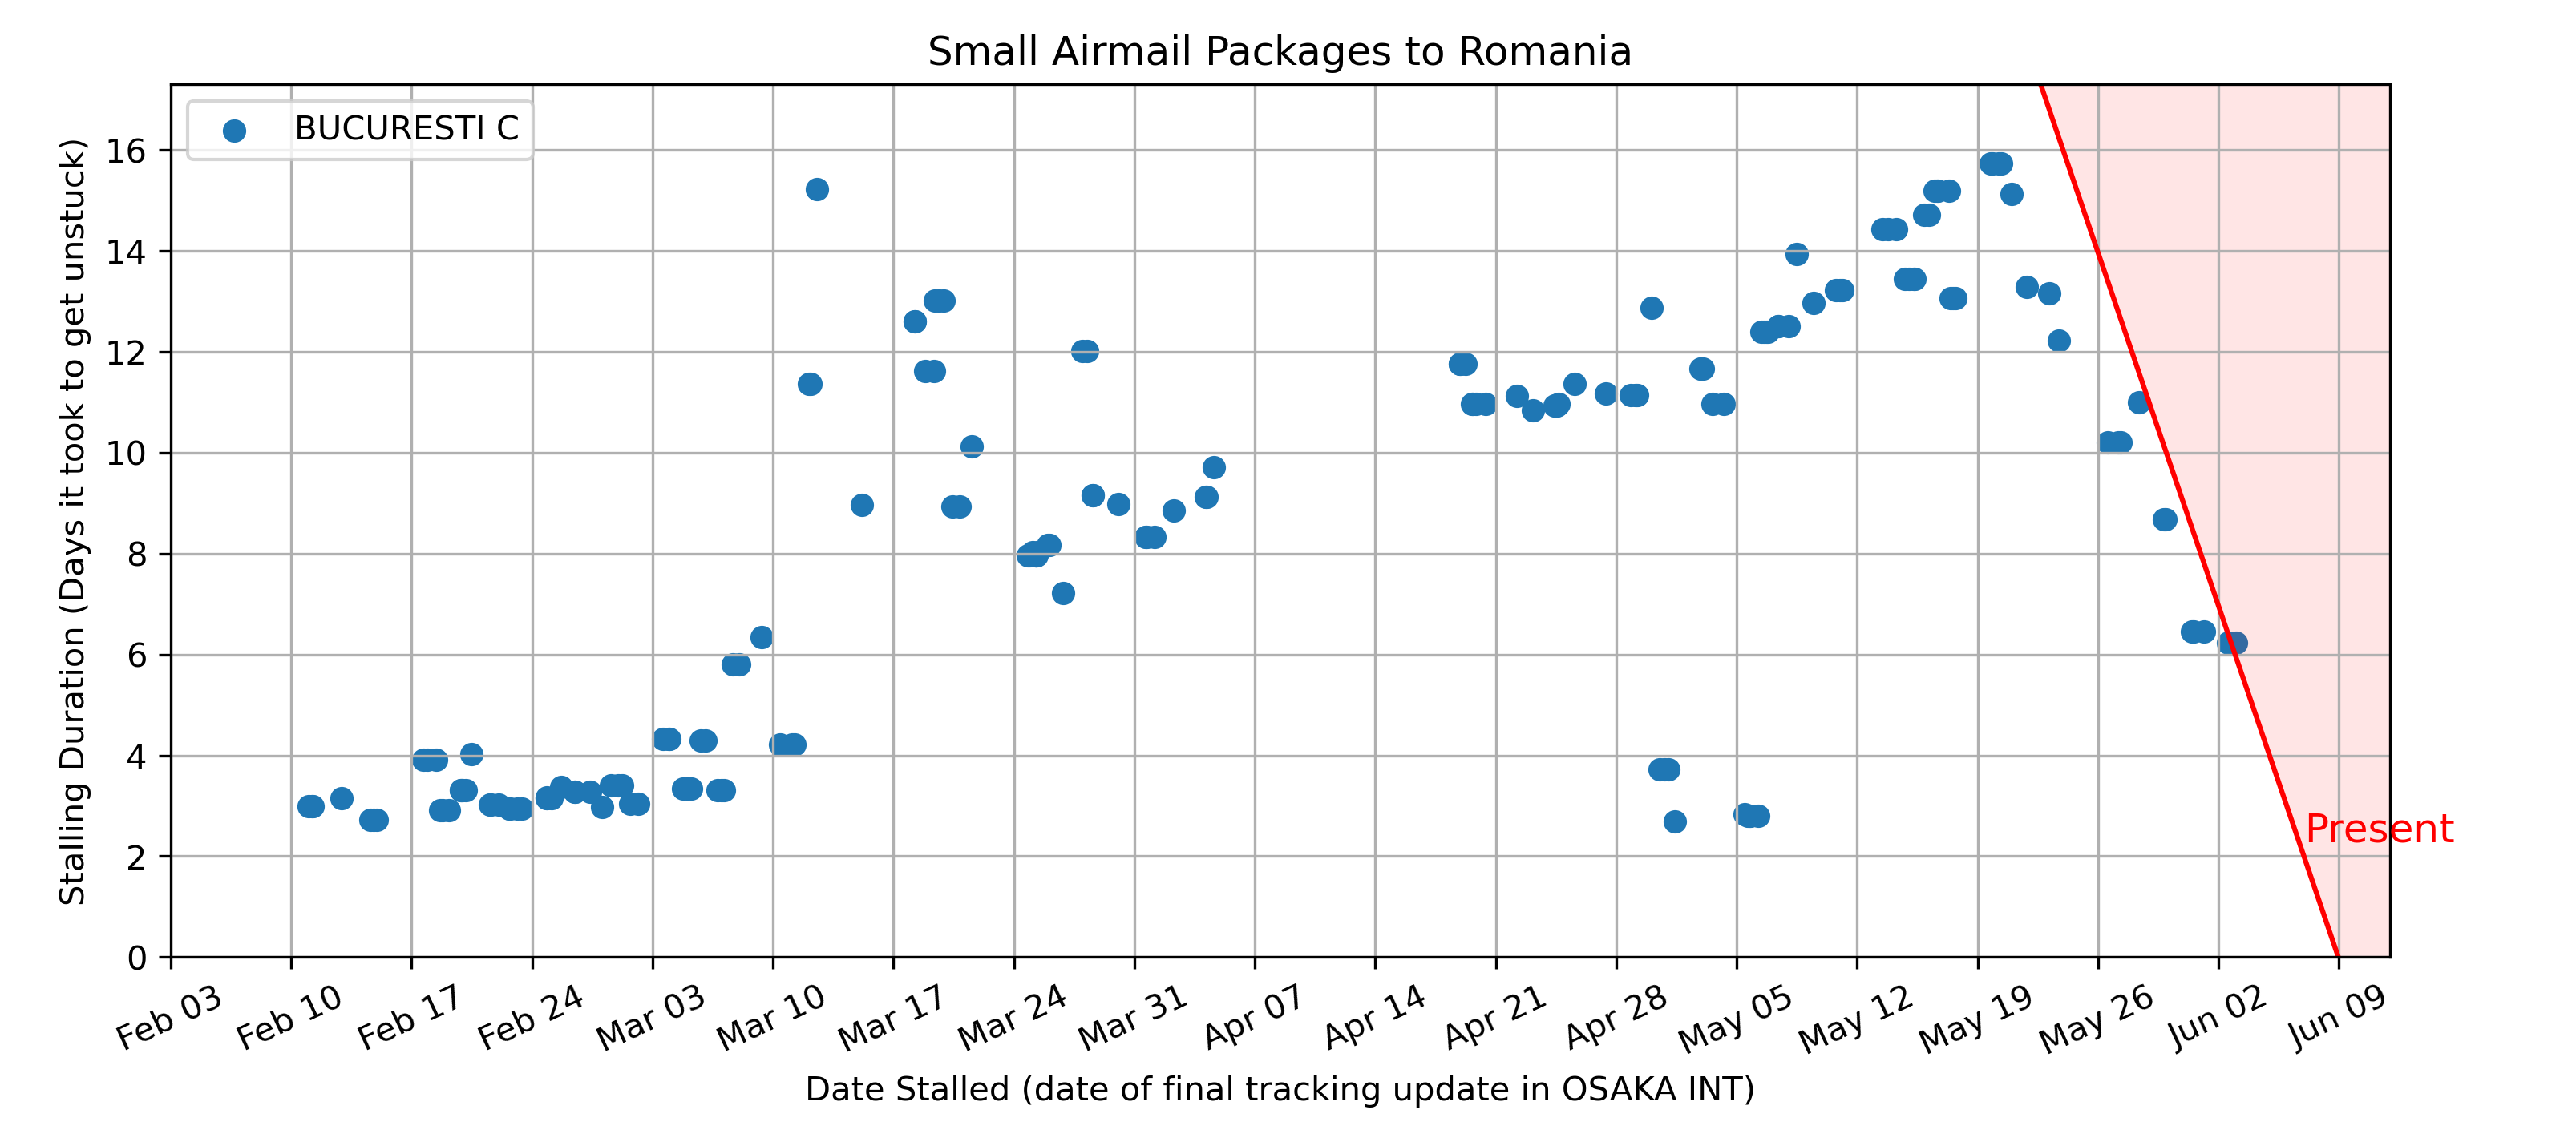 Small Airmail Packages to Romania
BUCURESTI C
Stalling Duration (Days it took to get unstuck)
16
14
12
10
8
6
4
2
0
Present
Feb 03
Feb 10
Feb 17
Feb 24
Mar 03
Mar 10
Mar 17
Mar 24
Mar 31
Apr 07
Apr 14
Apr 21
Apr 28
May 05
May 12
May 19
May 26
Jun 02
Jun 09
Date Stalled (date of final tracking update in OSAKA INT)